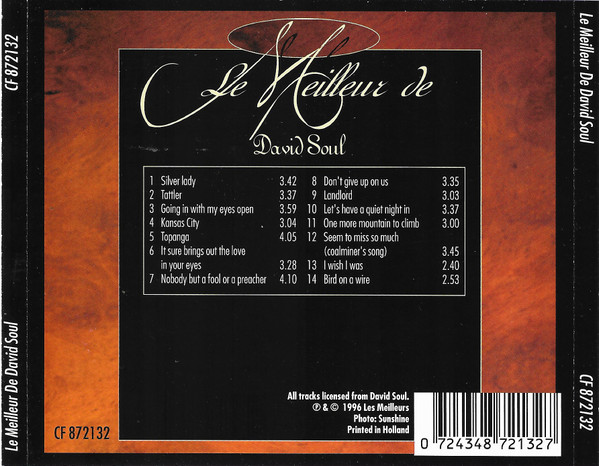 Le Meilleur De David Soul
CF 872132
Le Meilleur de
David Soul
1 Silver lady 3.42
2 Tattler 3.37
3 Going in with my eyes open 3.59
4 Kansas City 3.04
5 Topanga 4.05
6 It sure brings out the love
in your eyes 3.28
7 Nobody but a fool or a preacher 4.10
8 Don't give up on us 3.35
9 Landlord 3.03
10 Let's have a quiet night in 3.37
11 One more mountain to climb 3.00
12 Seem to miss so much
(coalminer's song) 3.45
13 I wish I was 2.40
14 Bird on a wire 2.53
All tracks licensed from David Soul.
℗ & © 1996 Les Meilleurs
Photo: Sunshine
Printed in Holland
CF 872132
0 724348 721327
Le Meilleur De David Soul
CF 872132